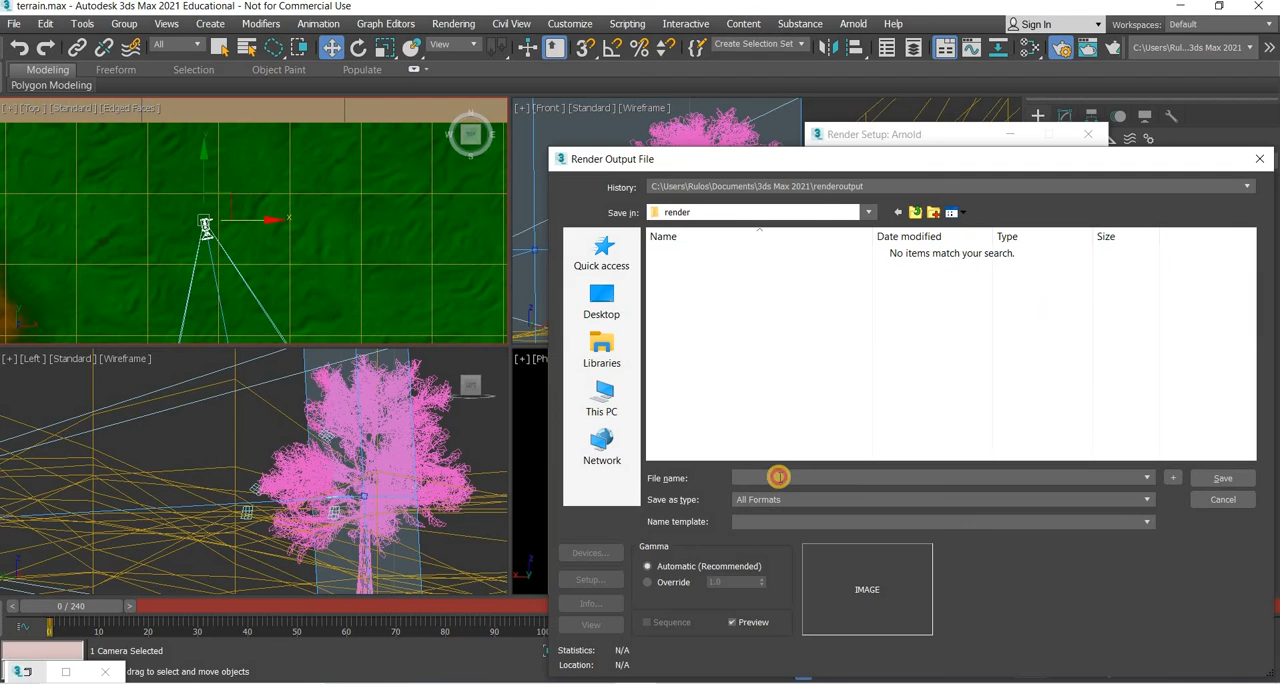 terrain.max - Autodesk 3ds Max 2021 Educational - Not for Commercial Use
File Edit Tools Group Views Create Modifiers Animation Graph Editors Rendering Civil View Customize Scripting Interactive Content Substance Arnold Help Sign In Workspaces: Default
All View Create Selection Set C:\Users\Rul...3ds Max 2021
Modeling Freeform Selection Object Paint Populate
Polygon Modeling
[+] [Top ] [Standard ] [Edged Faces ]
[+] [Front ] [Standard ] [Wireframe ]
N
W TOP E
S
x
Render Setup: Arnold
Render Output File
History: C:\Users\Rulos\Documents\3ds Max 2021\renderoutput
Save in: render
Name Date modified Type Size
No items match your search.
Quick access
Desktop
Libraries
This PC
Network
File name: + Save
Save as type: All Formats Cancel
Name template:
Devices...
Setup...
Info...
View
Gamma
Automatic (Recommended)
Override 1.0
Sequence Preview
IMAGE
Statistics: N/A
Location: N/A
[+] [Left ] [Standard ] [Wireframe ]
[+] [Ph
< 0 / 240 >
0 10 20 30 40 50 60 70 80 90 10
1 Camera Selected
drag to select and move objects